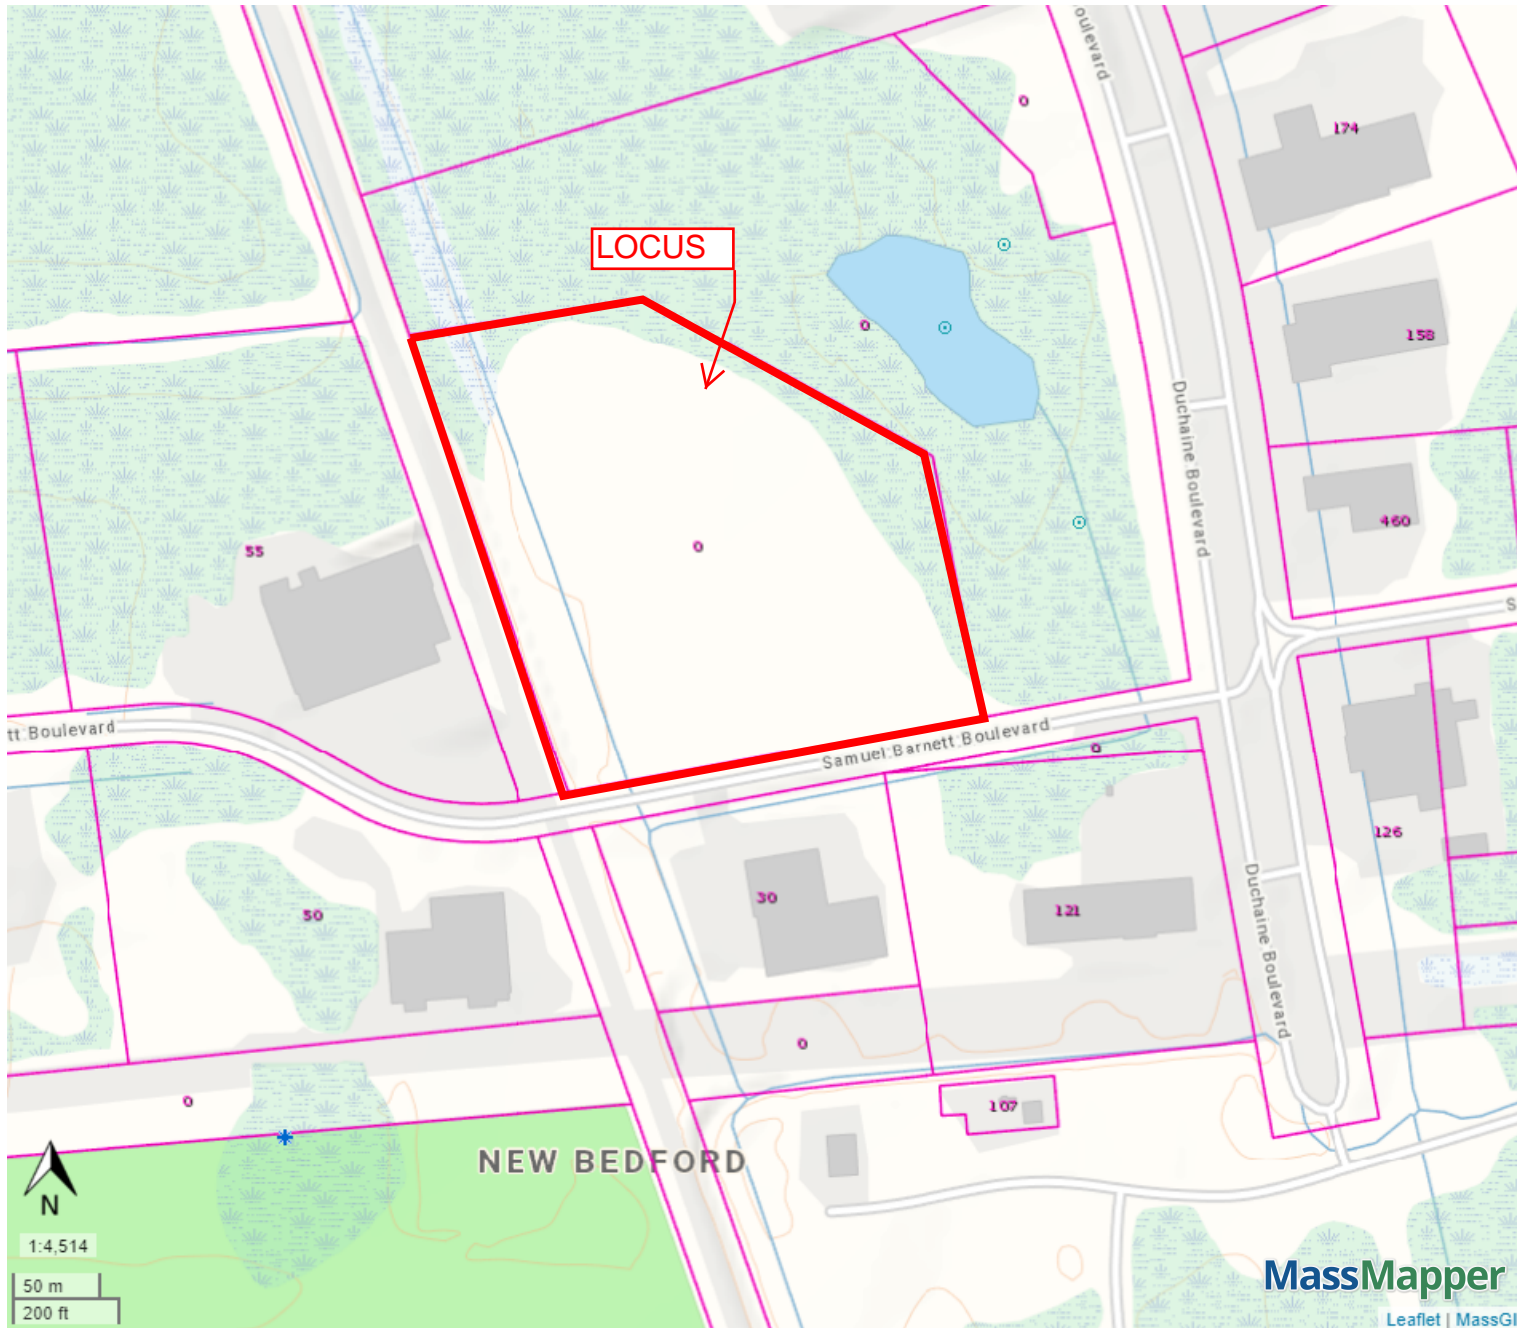 oulevard
0
174
LOCUS
0
158
Duchaine Boulevard
460
55
0
S
tt Boulevard
Samuel Barnett Boulevard
0
126
30
121
50
Duchaine Boulevard
0
0
107
NEW BEDFORD
N
1:4,514
50 m
200 ft
MassMapper
Leaflet | MassGI